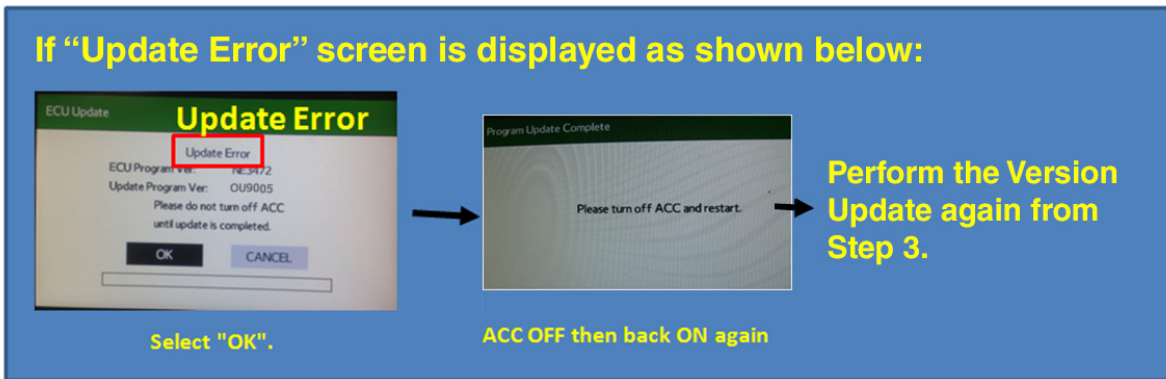 If “Update Error” screen is displayed as shown below:
ECU Update
Update Error
Update Error
ECU Program Ver: NE3472
Update Program Ver: OU9005
Please do not turn off ACC
until update is completed.
OK CANCEL
Select "OK".
Program Update Complete
Please turn off ACC and restart.
ACC OFF then back ON again
Perform the Version
Update again from
Step 3.